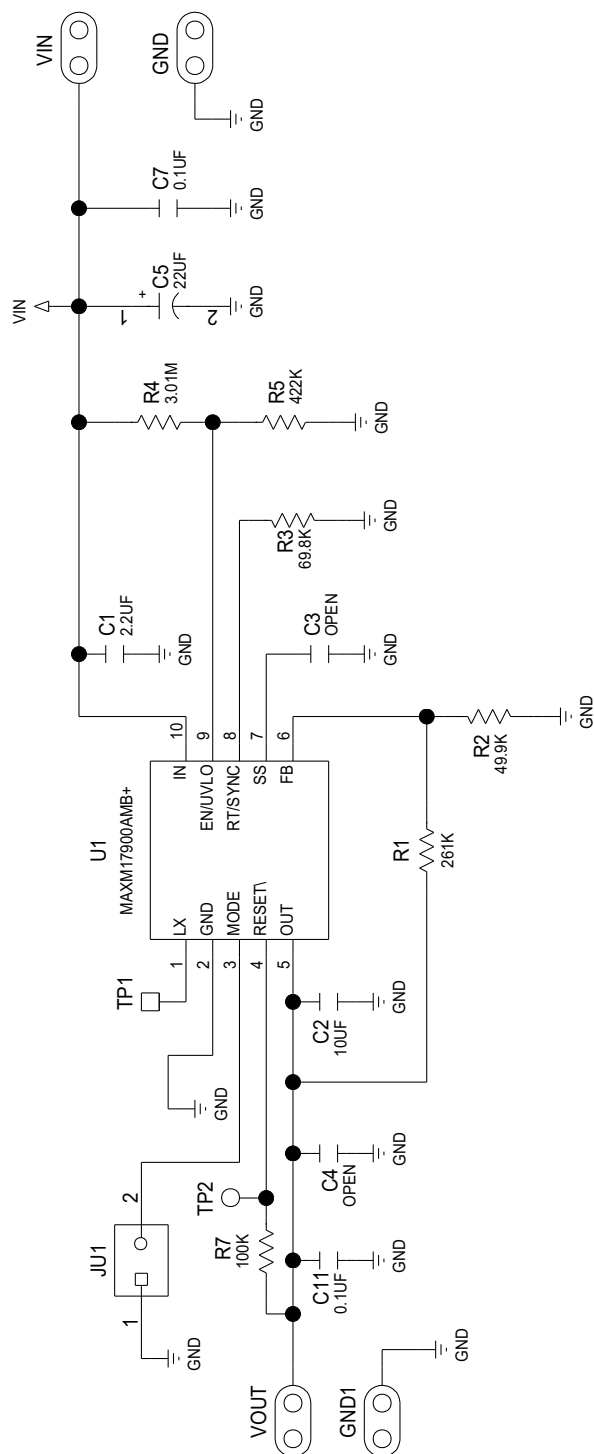 VIN
GND
GND
VIN
C7
0.1UF
GND
1
+
C5
22UF
2
GND
R4
3.01M
R5
422K
GND
R3
69.8K
GND
C1
2.2UF
GND
C3
OPEN
GND
R2
49.9K
GND
R1
261K
U1
MAXM17900AMB+
10
IN
9
EN/UVLO
8
RT/SYNC
7
SS
6
FB
1
LX
2
GND
3
MODE
4
RESET\
5
OUT
TP1
GND
C2
10UF
GND
JU1
1
2
GND
TP2
R7
100K
C4
OPEN
GND
C11
0.1UF
GND
VOUT
GND1
GND